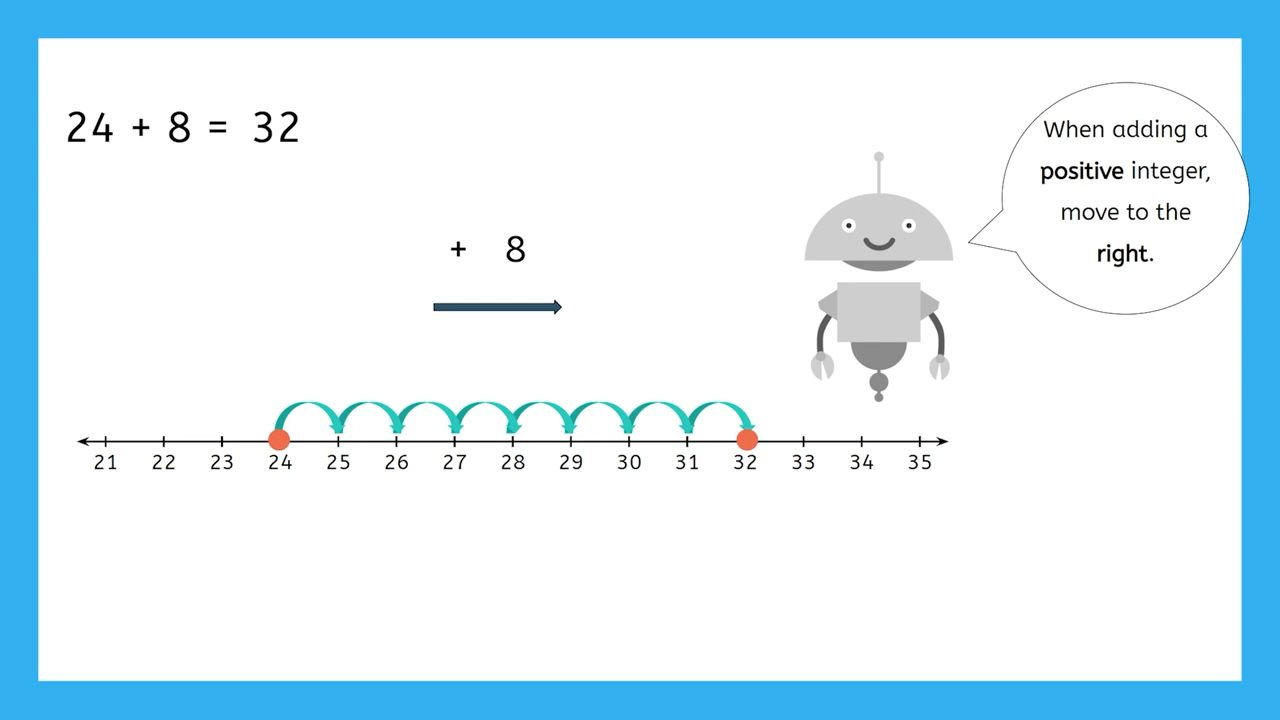 24 + 8 = 32
When adding a
positive integer,
move to the
right.
+ 8
21 22 23 24 25 26 27 28 29 30 31 32 33 34 35